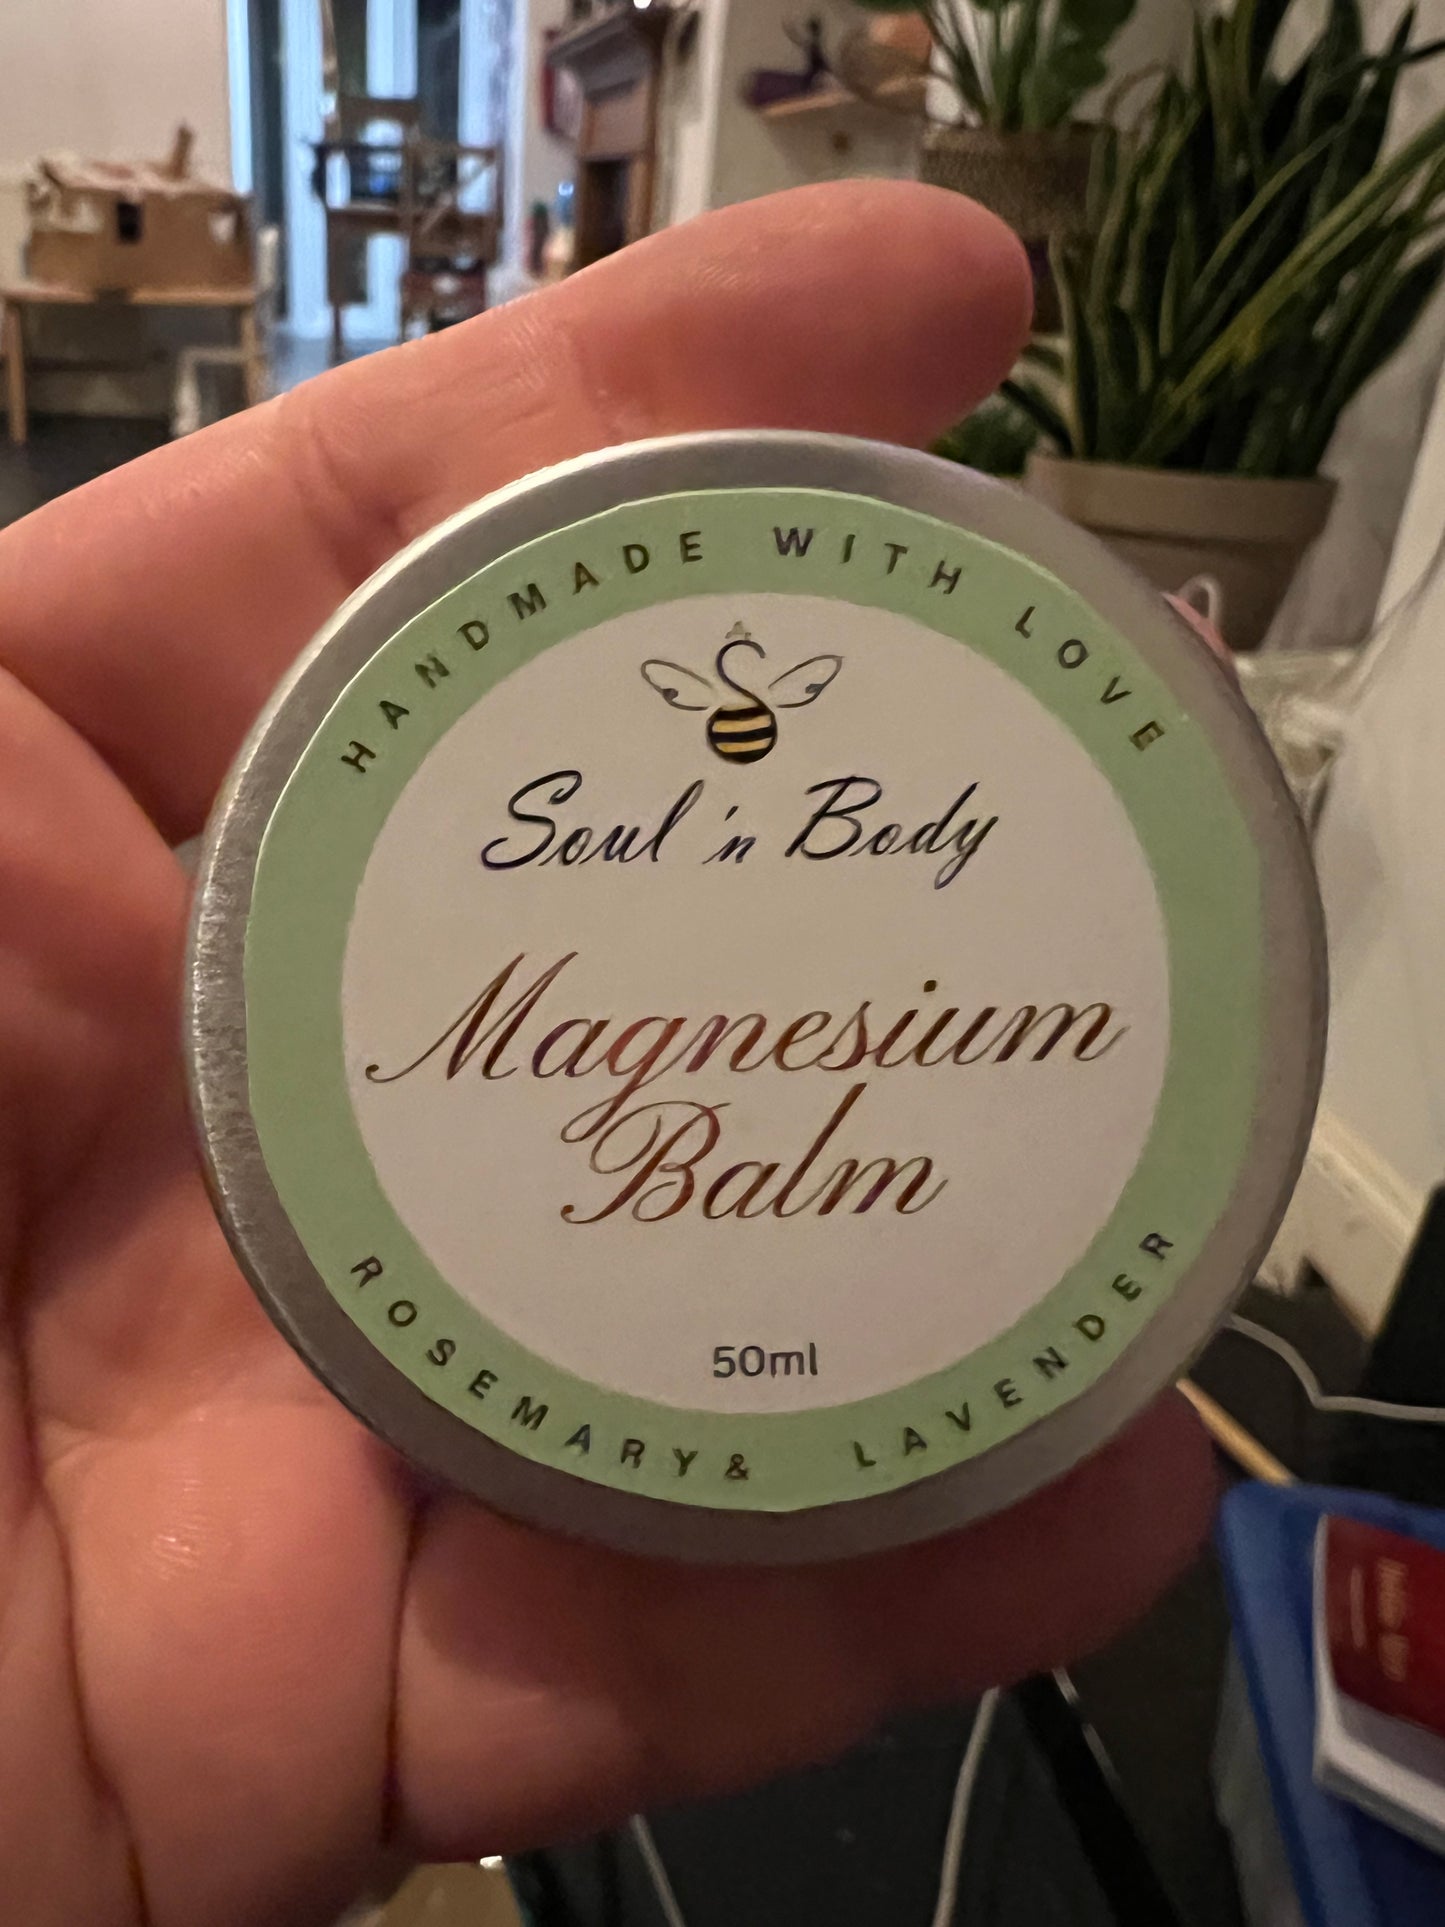 HANDMADE WITH LOVE
Soul 'n Body
Magnesium
Balm
50ml
ROSEMARY & LAVENDER